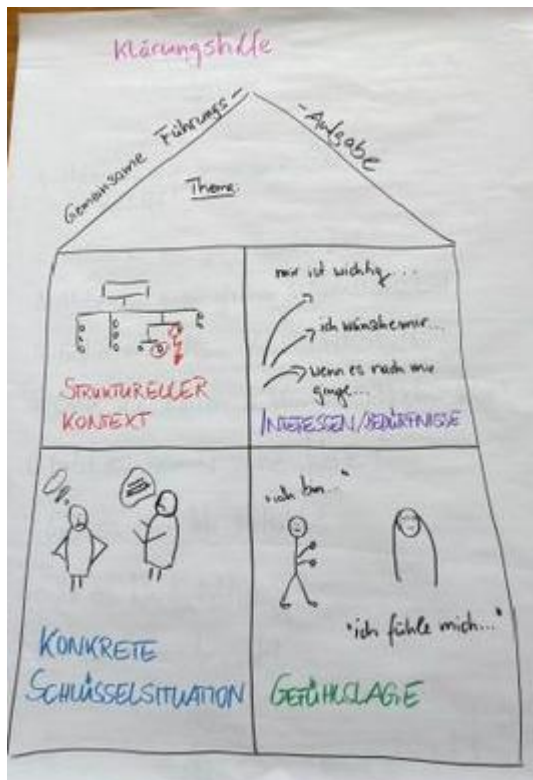 Klärungshilfe
Gemeinsame Führungs-
-Aufgabe
Thema:
mir ist wichtig...
ich wünsche mir...
wenn es nach mir
ginge...
STRUKTURELLER
KONTEXT
INTERESSEN/BEDÜRFNISSE
"ich bin..."
"ich fühle mich..."
KONKRETE
SCHLÜSSELSITUATION
GEFÜHLSLAGE